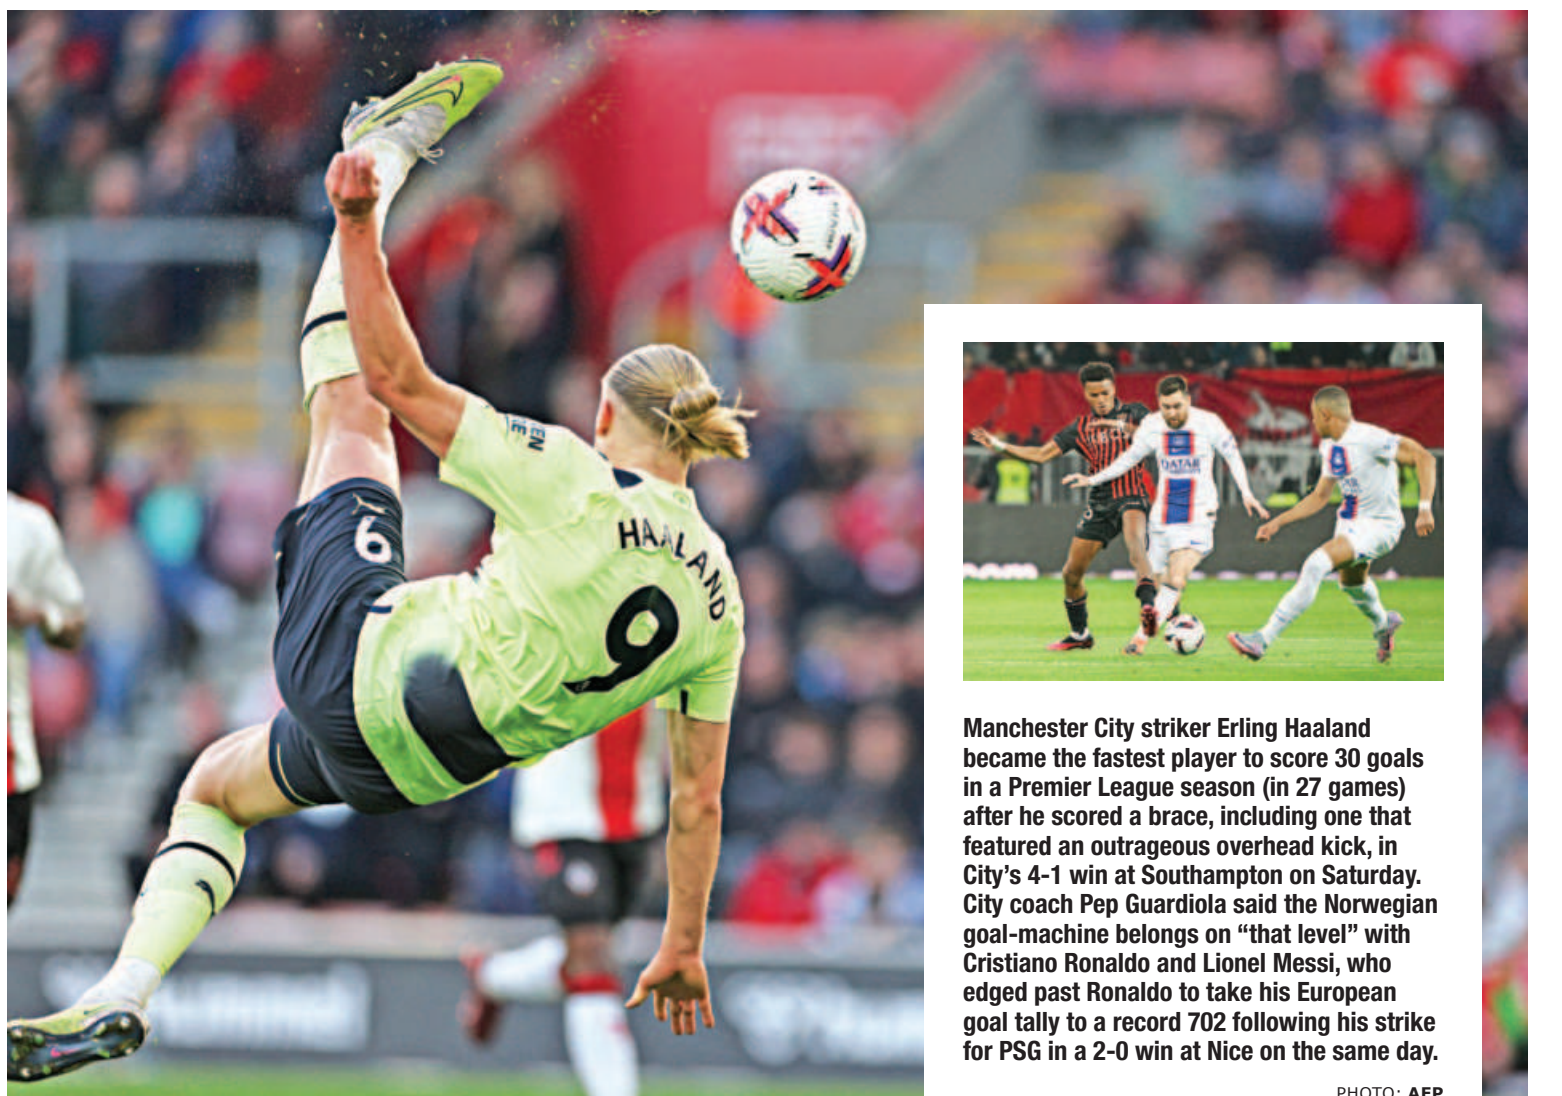 EN
E
6
HAALAND
9
QATAR
Manchester City striker Erling Haaland
became the fastest player to score 30 goals
in a Premier League season (in 27 games)
after he scored a brace, including one that
featured an outrageous overhead kick, in
City’s 4-1 win at Southampton on Saturday.
City coach Pep Guardiola said the Norwegian
goal-machine belongs on “that level” with
Cristiano Ronaldo and Lionel Messi, who
edged past Ronaldo to take his European
goal tally to a record 702 following his strike
for PSG in a 2-0 win at Nice on the same day.
PHOTO: AFP